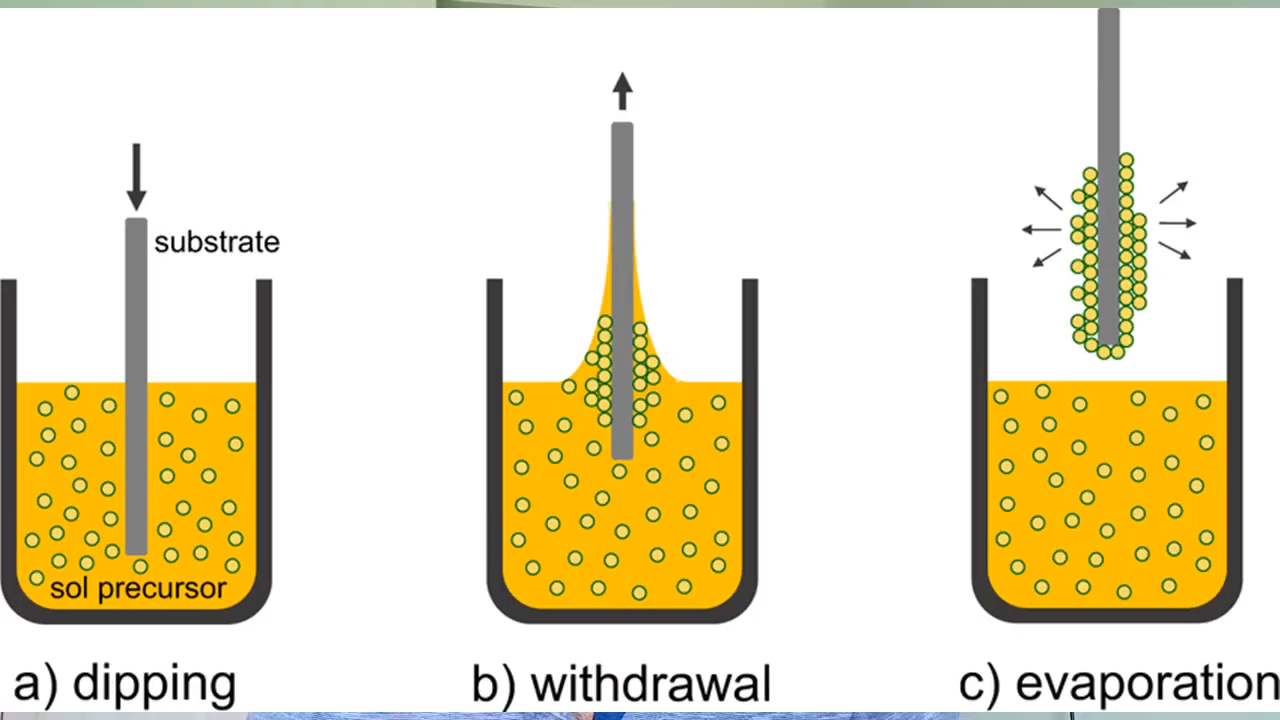 substrate
sol precursor
a) dipping
b) withdrawal
c) evaporation